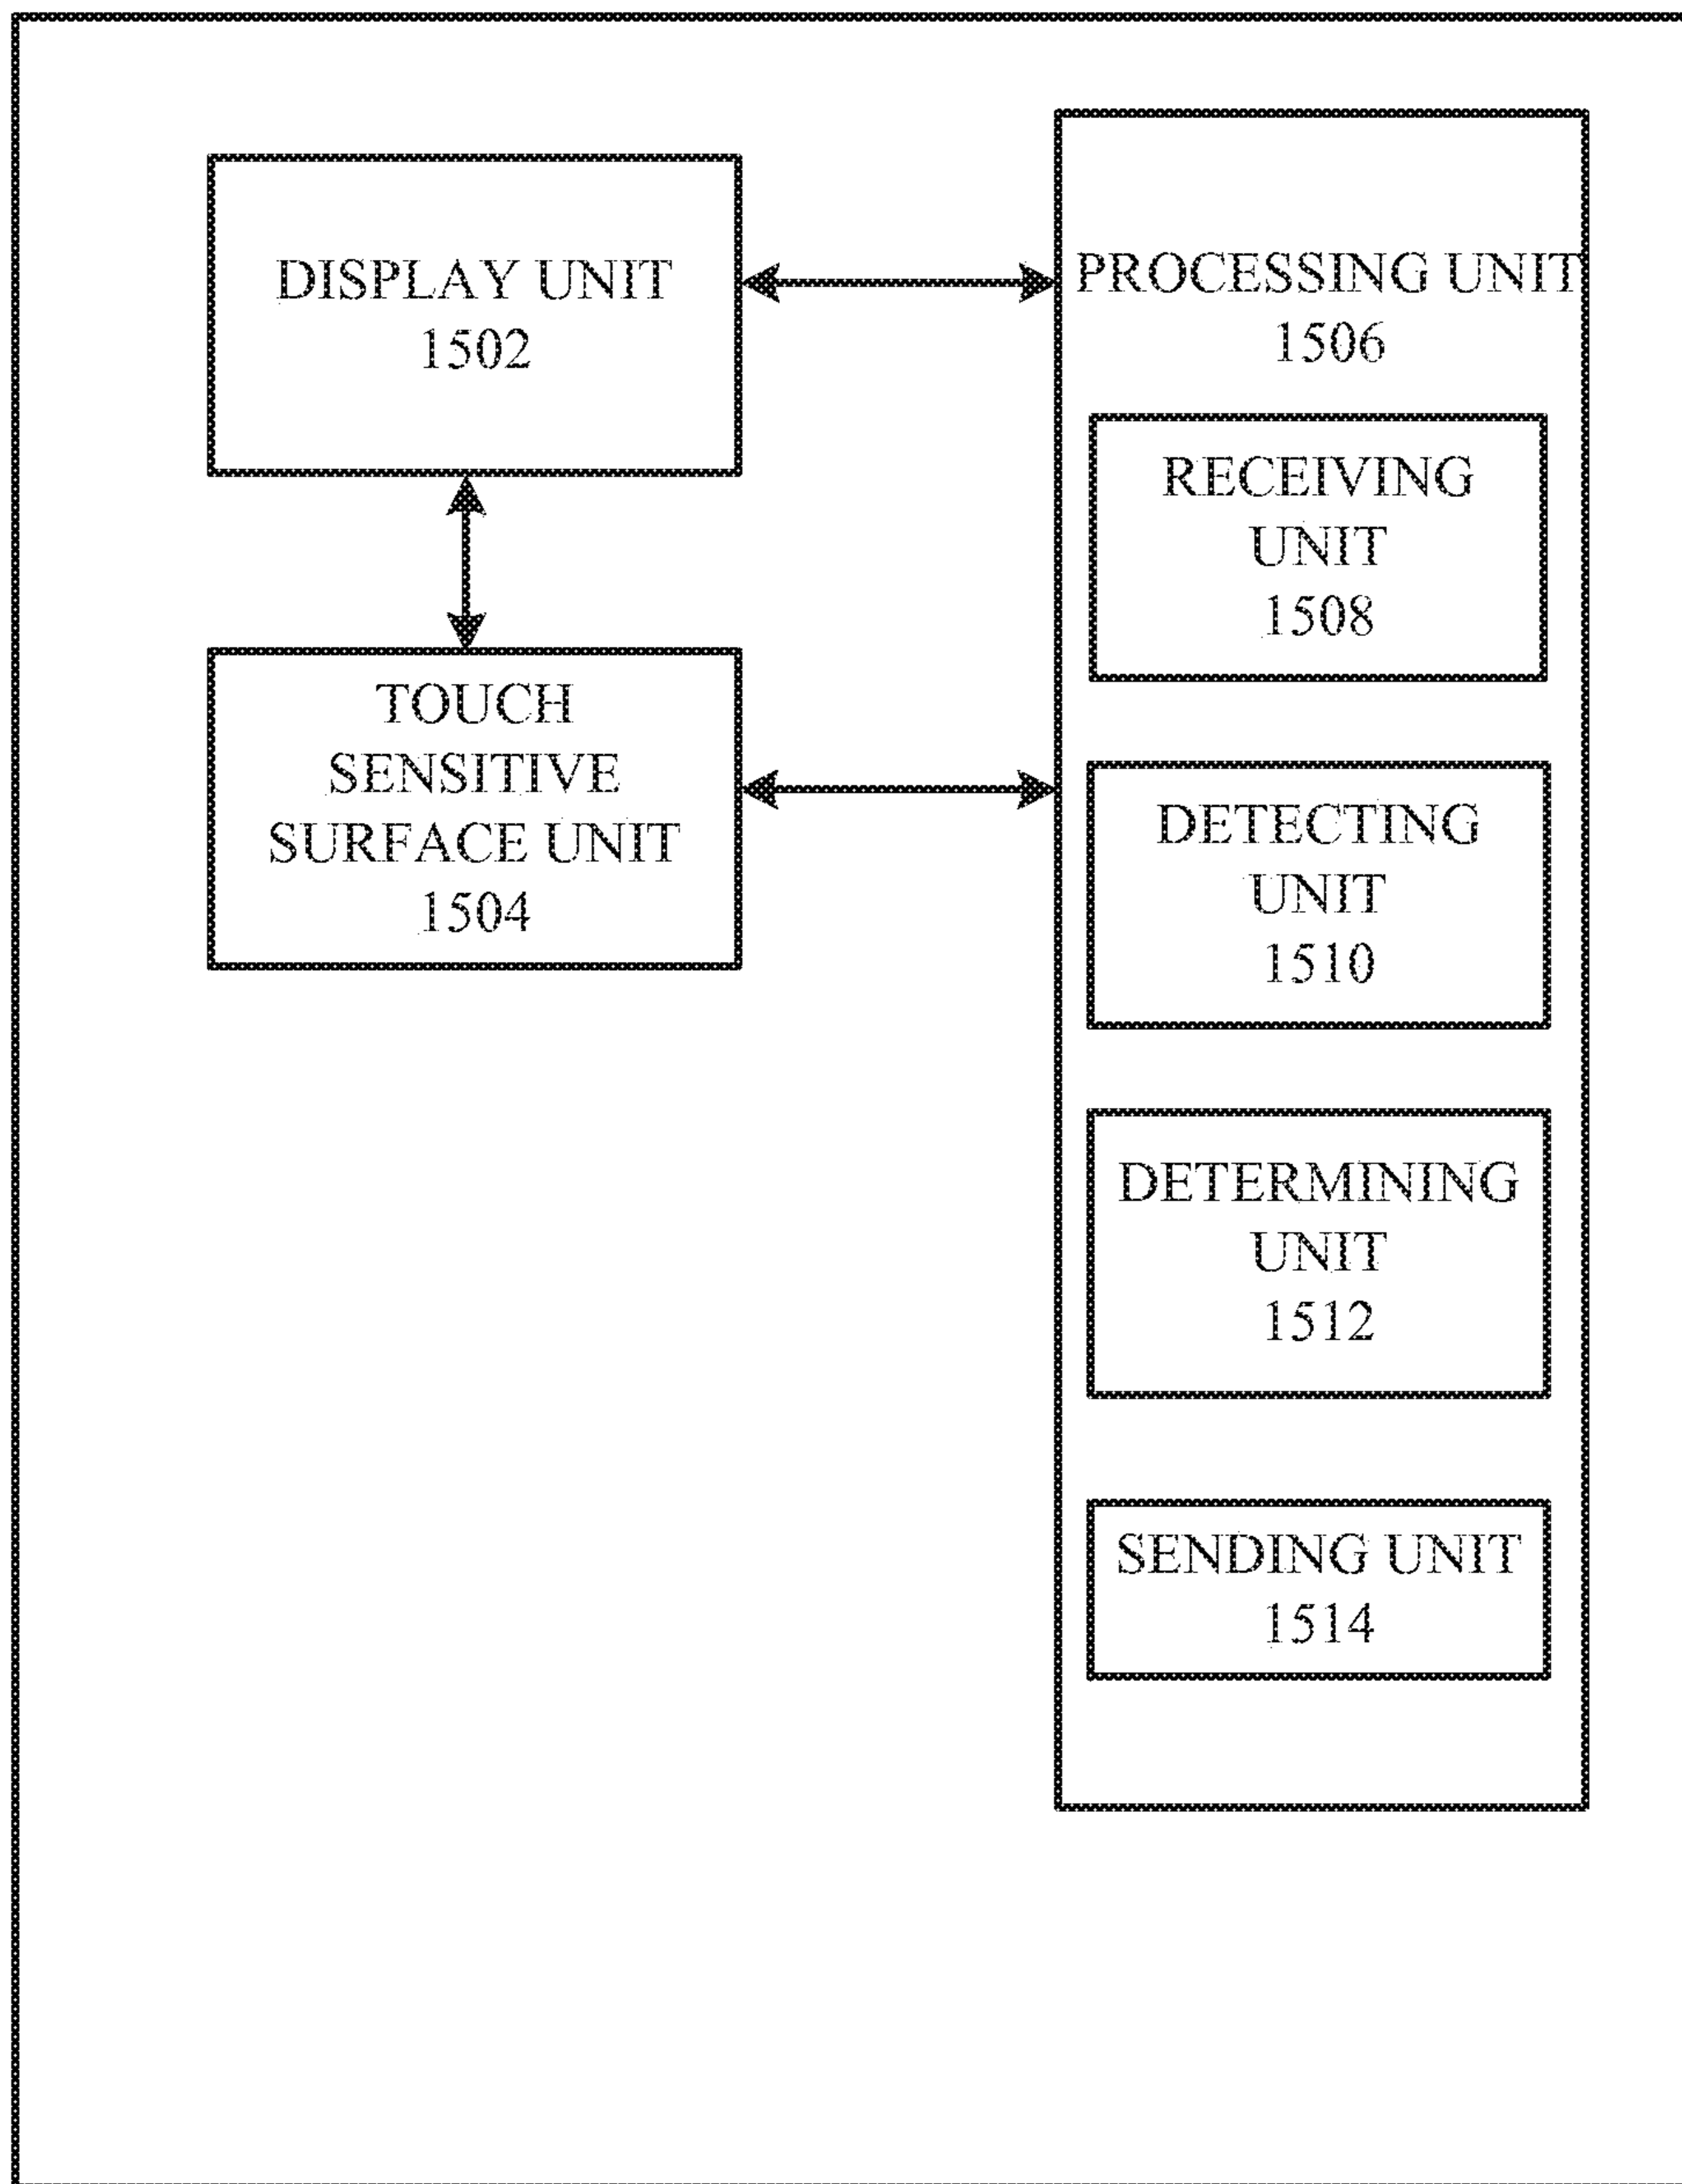 DISPLAY UNIT
1502
PROCESSING UNIT
1506
RECEIVING
UNIT
1508
TOUCH
SENSITIVE
SURFACE UNIT
1504
DETECTING
UNIT
1510
DETERMINING
UNIT
1512
SENDING UNIT
1514